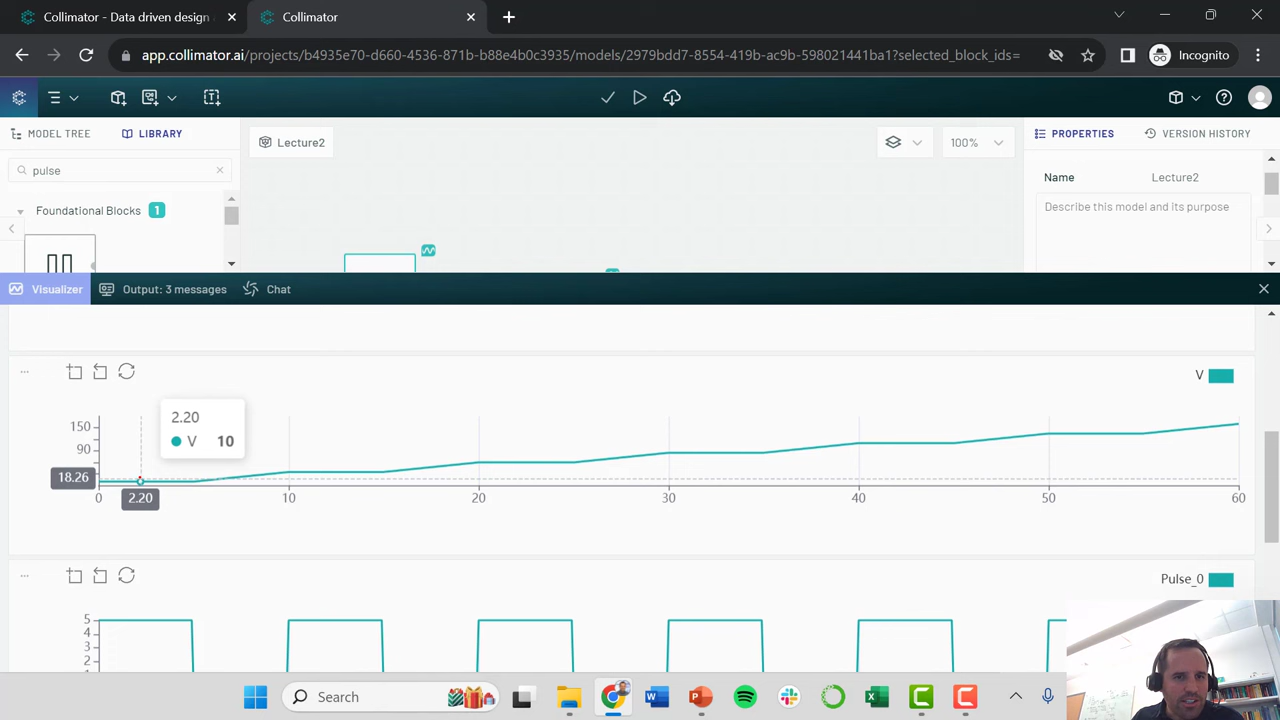 Collimator - Data driven design
Collimator
app.collimator.ai/projects/b4935e70-d660-4536-871b-b88e4b0c3935/models/2979bdd7-8554-419b-ac9b-598021441ba1?selected_block_ids=
Incognito
MODEL TREE
LIBRARY
Lecture2
100%
PROPERTIES
VERSION HISTORY
pulse
Name
Lecture2
Foundational Blocks 1
Describe this model and its purpose
Visualizer
Output: 3 messages
Chat
V
2.20
V 10
150
90
18.26
0
2.20
10
20
30
40
50
60
Pulse_0
5
4
3
2
Search